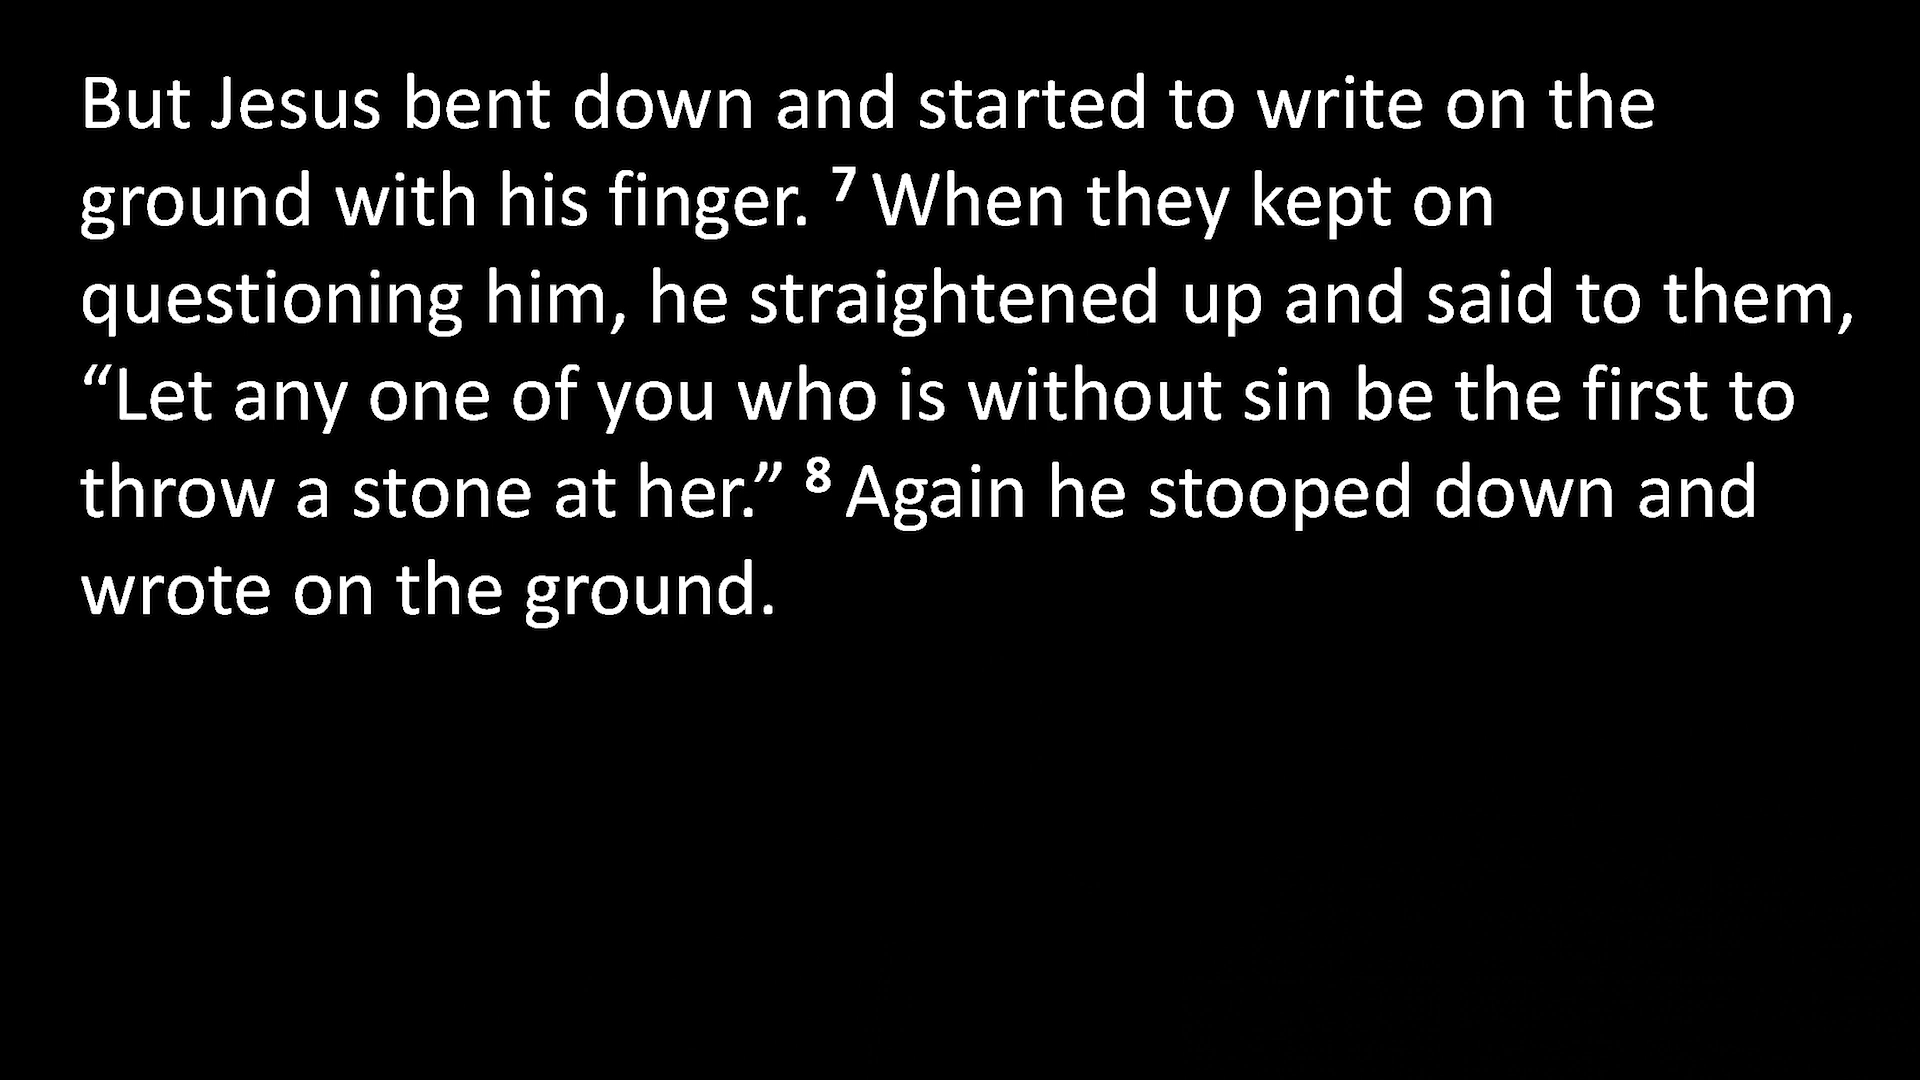 But Jesus bent down and started to write on the
ground with his finger. ⁷ When they kept on
questioning him, he straightened up and said to them,
“Let any one of you who is without sin be the first to
throw a stone at her.” ⁸ Again he stooped down and
wrote on the ground.